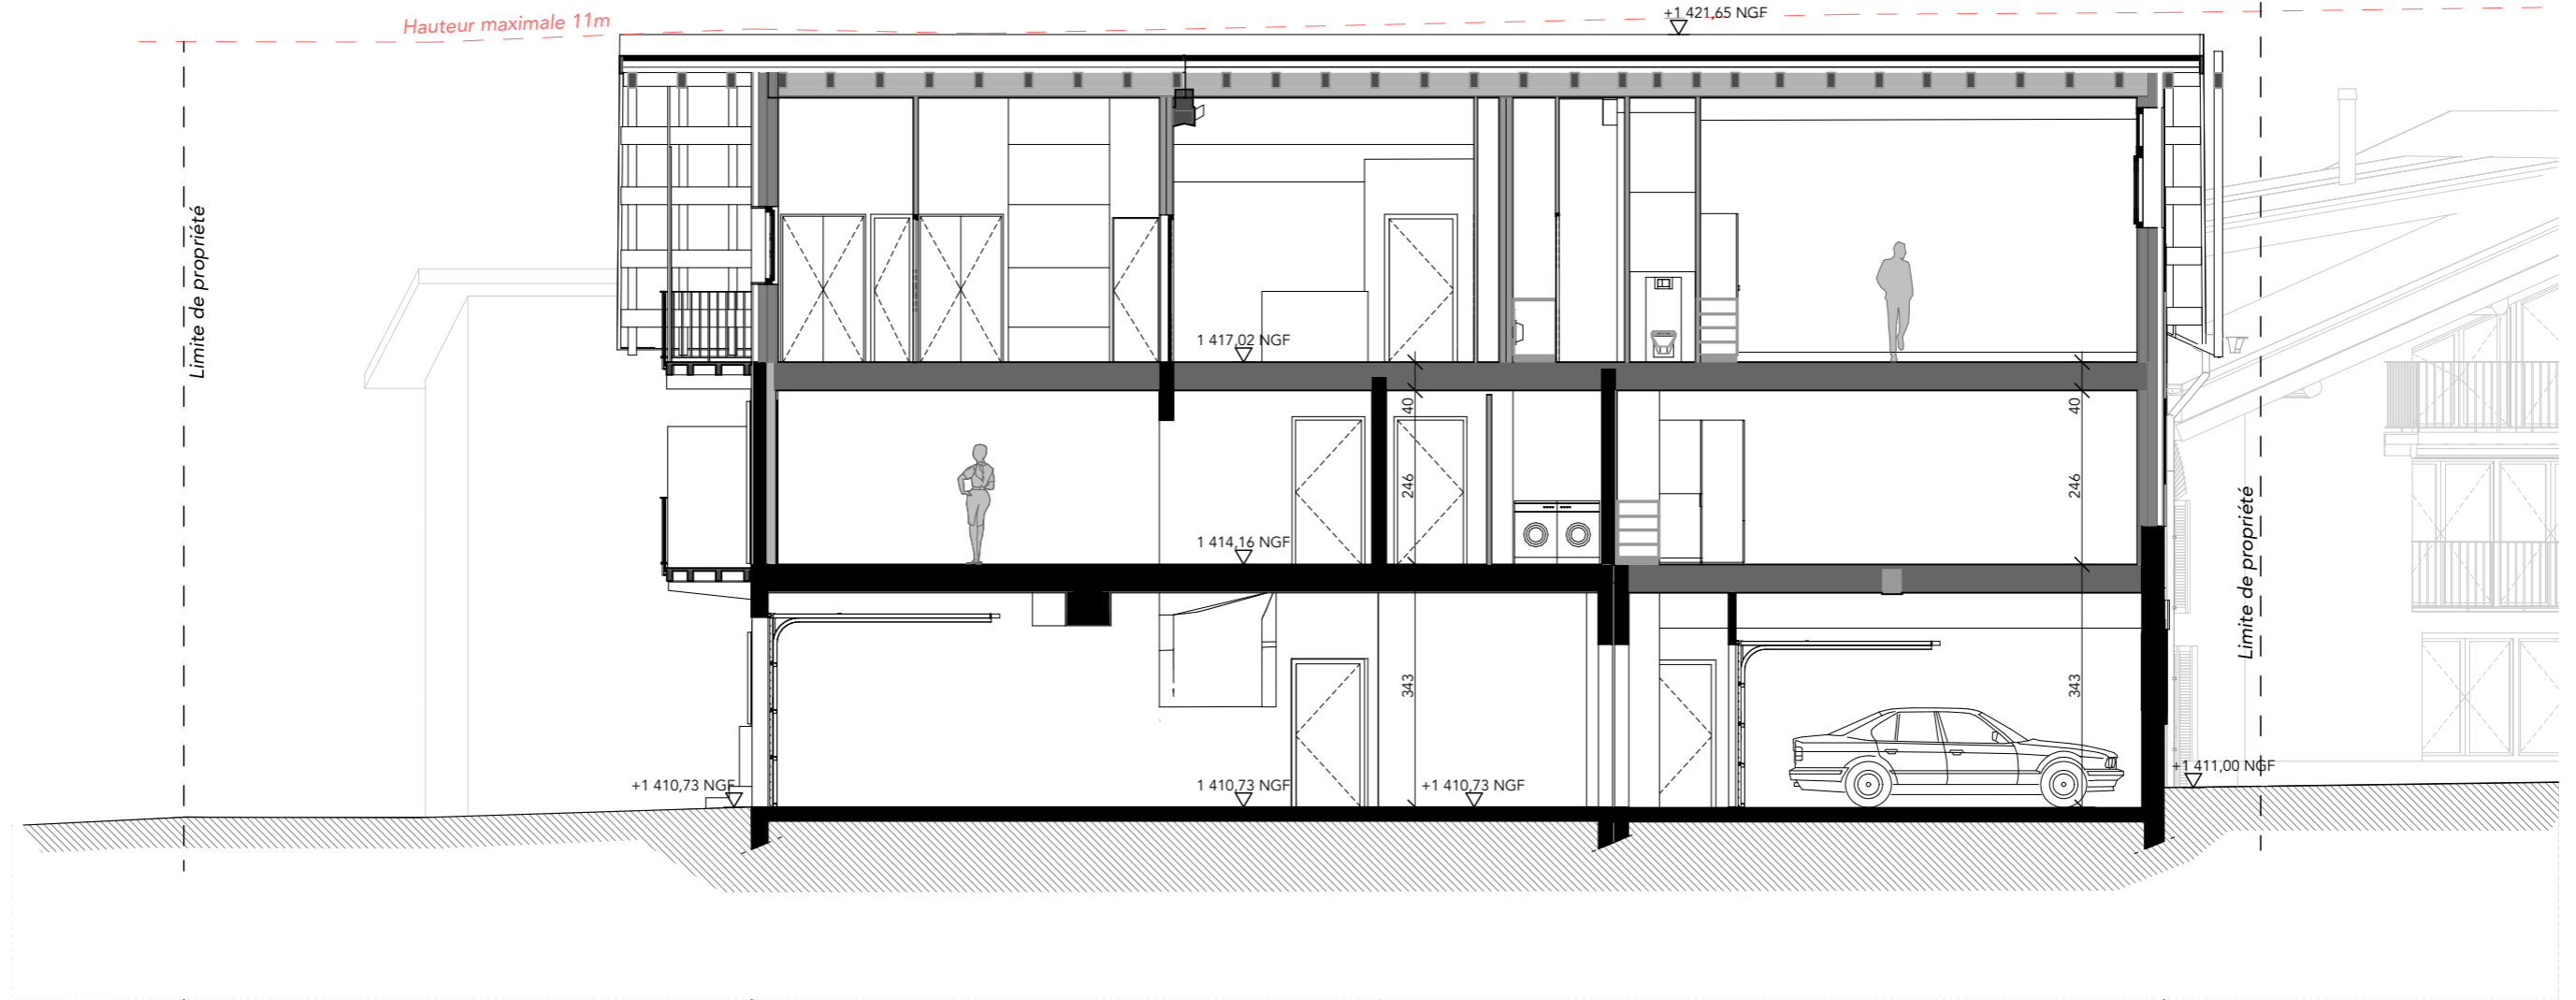 Hauteur maximale 11m
+1 421,65 NGF
Limite de propriété
1 417,02 NGF
40
40
246
246
1 414,16 NGF
Limite de propriété
343
343
+1 410,73 NGF
1 410,73 NGF
+1 410,73 NGF
+1 411,00 NGF